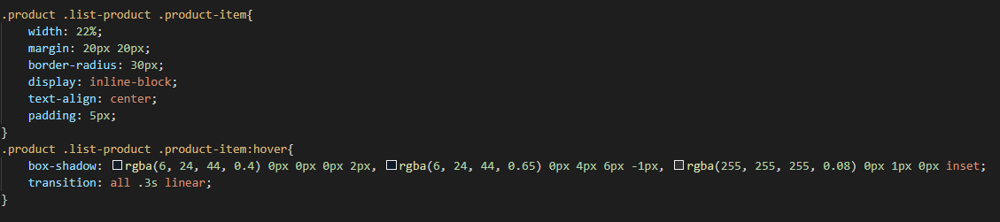 .product .list-product .product-item{
    width: 22%;
    margin: 20px 20px;
    border-radius: 30px;
    display: inline-block;
    text-align: center;
    padding: 5px;
}
.product .list-product .product-item:hover{
    box-shadow: rgba(6, 24, 44, 0.4) 0px 0px 0px 2px, rgba(6, 24, 44, 0.65) 0px 4px 6px -1px, rgba(255, 255, 255, 0.08) 0px 1px 0px inset;
    transition: all .3s linear;
}